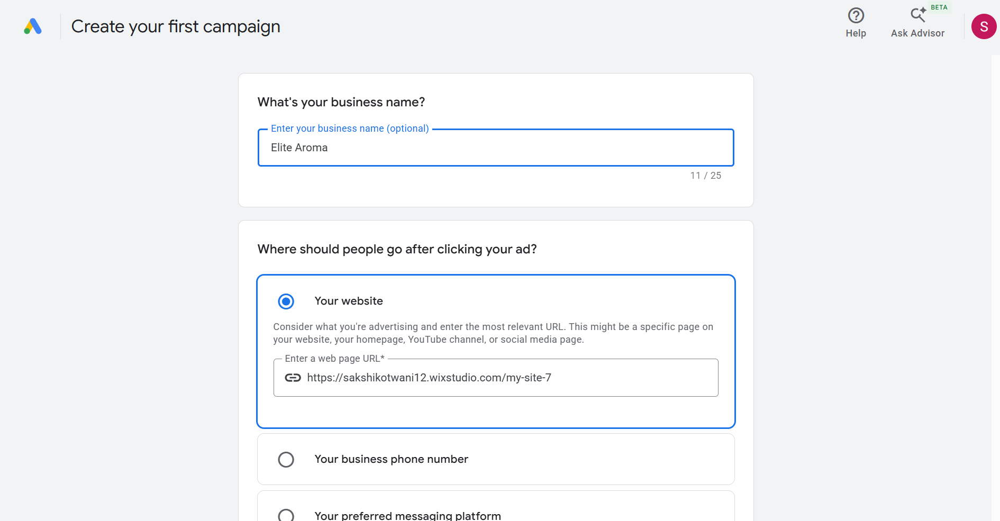 Create your first campaign
Help
Ask Advisor
BETA
S
What's your business name?
Enter your business name (optional)
Elite Aroma
11 / 25
Where should people go after clicking your ad?
Your website
Consider what you're advertising and enter the most relevant URL. This might be a specific page on
your website, your homepage, YouTube channel, or social media page.
Enter a web page URL*
https://sakshikotwani12.wixstudio.com/my-site-7
Your business phone number
Your preferred messaging platform